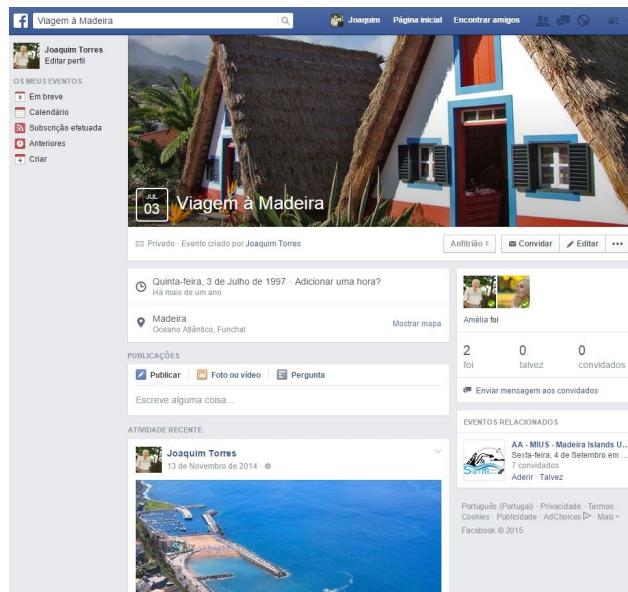 Viagem à Madeira
Joaquim Página inicial Encontrar amigos
Joaquim Torres
Editar perfil
OS MEUS EVENTOS
Em breve
Calendário
Subscrição efetuada
Anteriores
Criar
JUL
03
Viagem à Madeira
Privado · Evento criado por Joaquim Torres
Anfitrião
Convidar
Editar
Quinta-feira, 3 de Julho de 1997 · Adicionar uma hora?
Há mais de um ano
Madeira
Oceano Atlântico, Funchal
Mostrar mapa
PUBLICAÇÕES
Publicar Foto ou vídeo Pergunta
Escreve alguma coisa...
ATIVIDADE RECENTE
Joaquim Torres
13 de Novembro de 2014
Amélia foi
2 0 0
foi talvez convidados
Enviar mensagem aos convidados
EVENTOS RELACIONADOS
AA - MIUS - Madeira Islands U...
Sexta-feira, 4 de Setembro em ...
7 convidados
Aderir · Talvez
Português (Portugal) · Privacidade · Termos ·
Cookies · Publicidade · AdChoices · Mais
Facebook © 2015